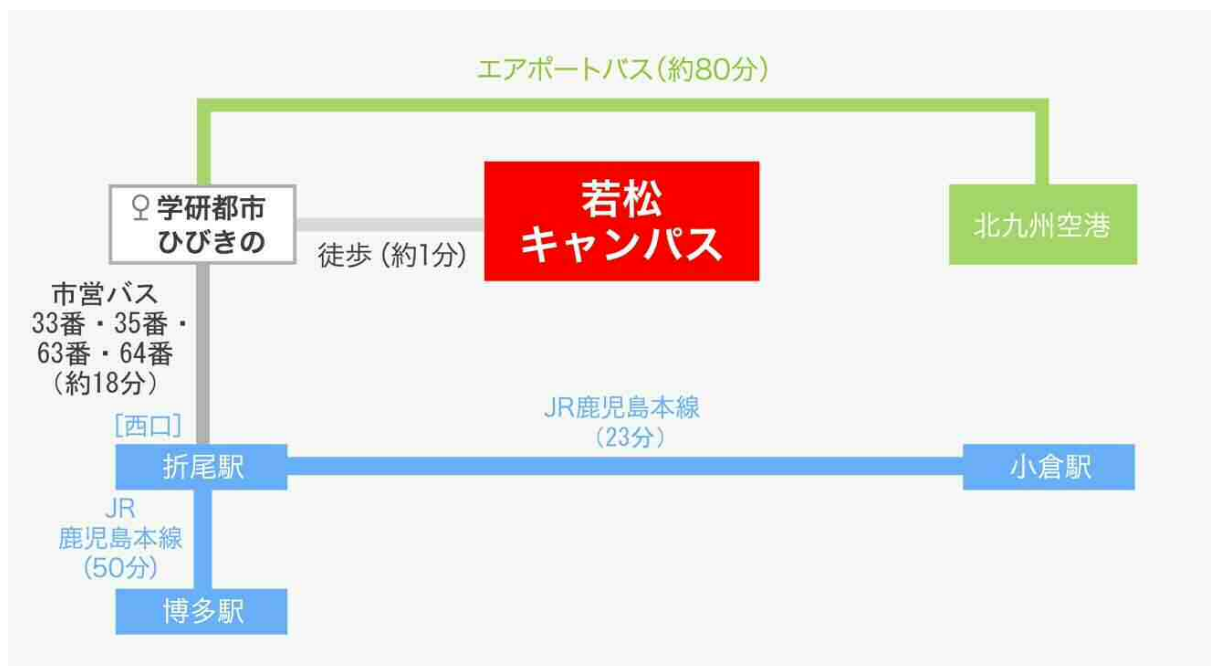 エアポートバス(約80分)
学研都市
ひびきの
徒歩(約1分)
若松
キャンパス
北九州空港
市営バス
33番・35番・
63番・64番
(約18分)
[西口]
折尾駅
JR鹿児島本線
(23分)
小倉駅
JR
鹿児島本線
(50分)
博多駅